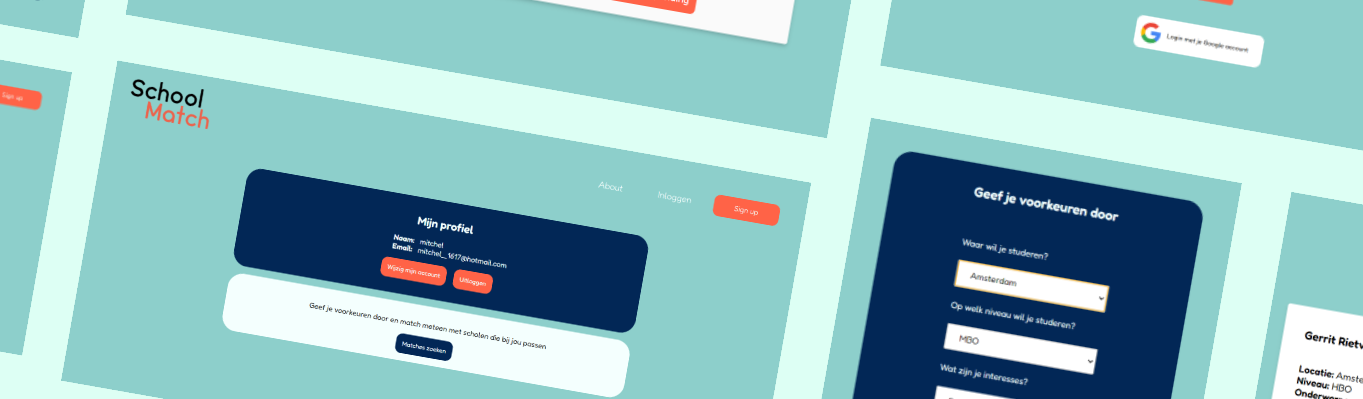 Login met je Google account
Sign up
School
Match
About
Inloggen
Sign up
Mijn profiel
Naam: mitchel
Email: mitchel_1617@hotmail.com
Wijzig mijn account
Uitloggen
Geef je voorkeuren door en match meteen met scholen die bij jou passen
Matches zoeken
Geef je voorkeuren door
Waar wil je studeren?
Amsterdam
Op welk niveau wil je studeren?
MBO
Wat zijn je interesses?
Gerrit
Locatie:
Niveau: HBO